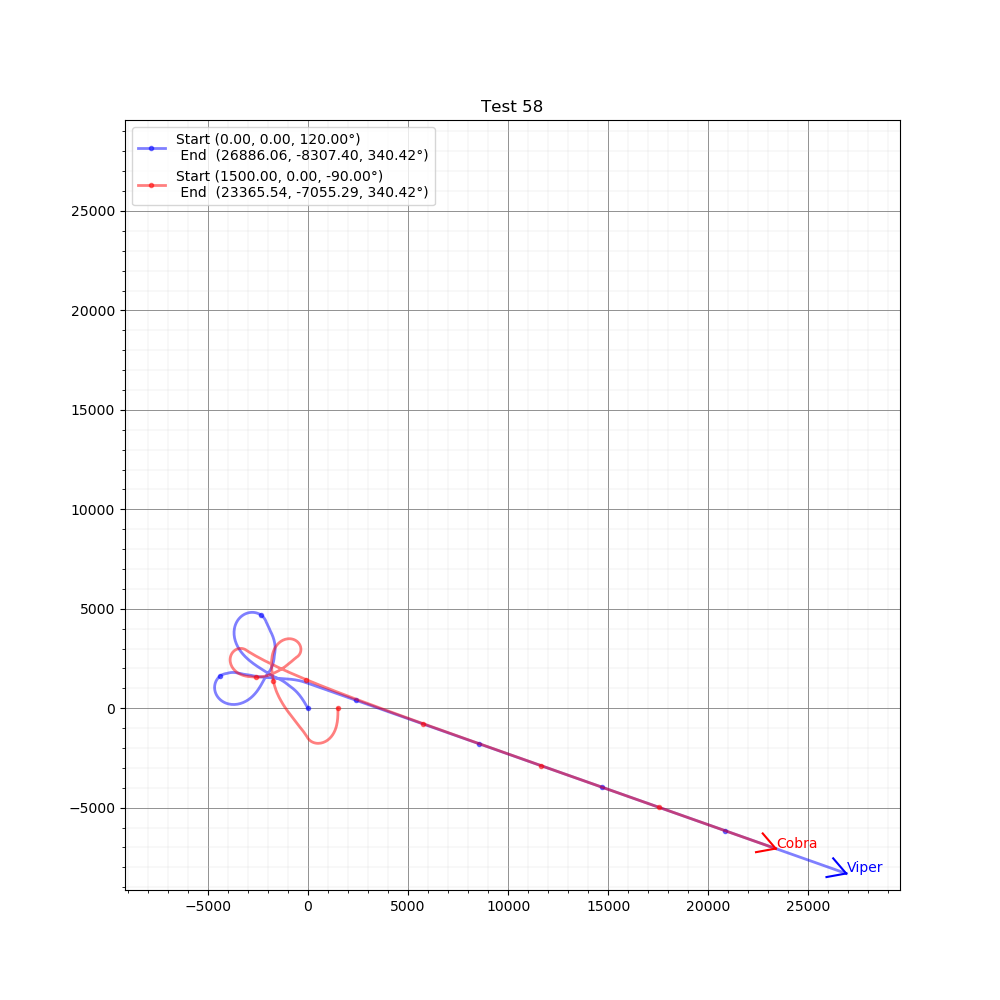 Test 58
Start (0.00, 0.00, 120.00°)
End (26886.06, -8307.40, 340.42°)
Start (1500.00, 0.00, -90.00°)
End (23365.54, -7055.29, 340.42°)
25000
20000
15000
10000
5000
0
−5000
Cobra
Viper
−5000 0 5000 10000 15000 20000 25000